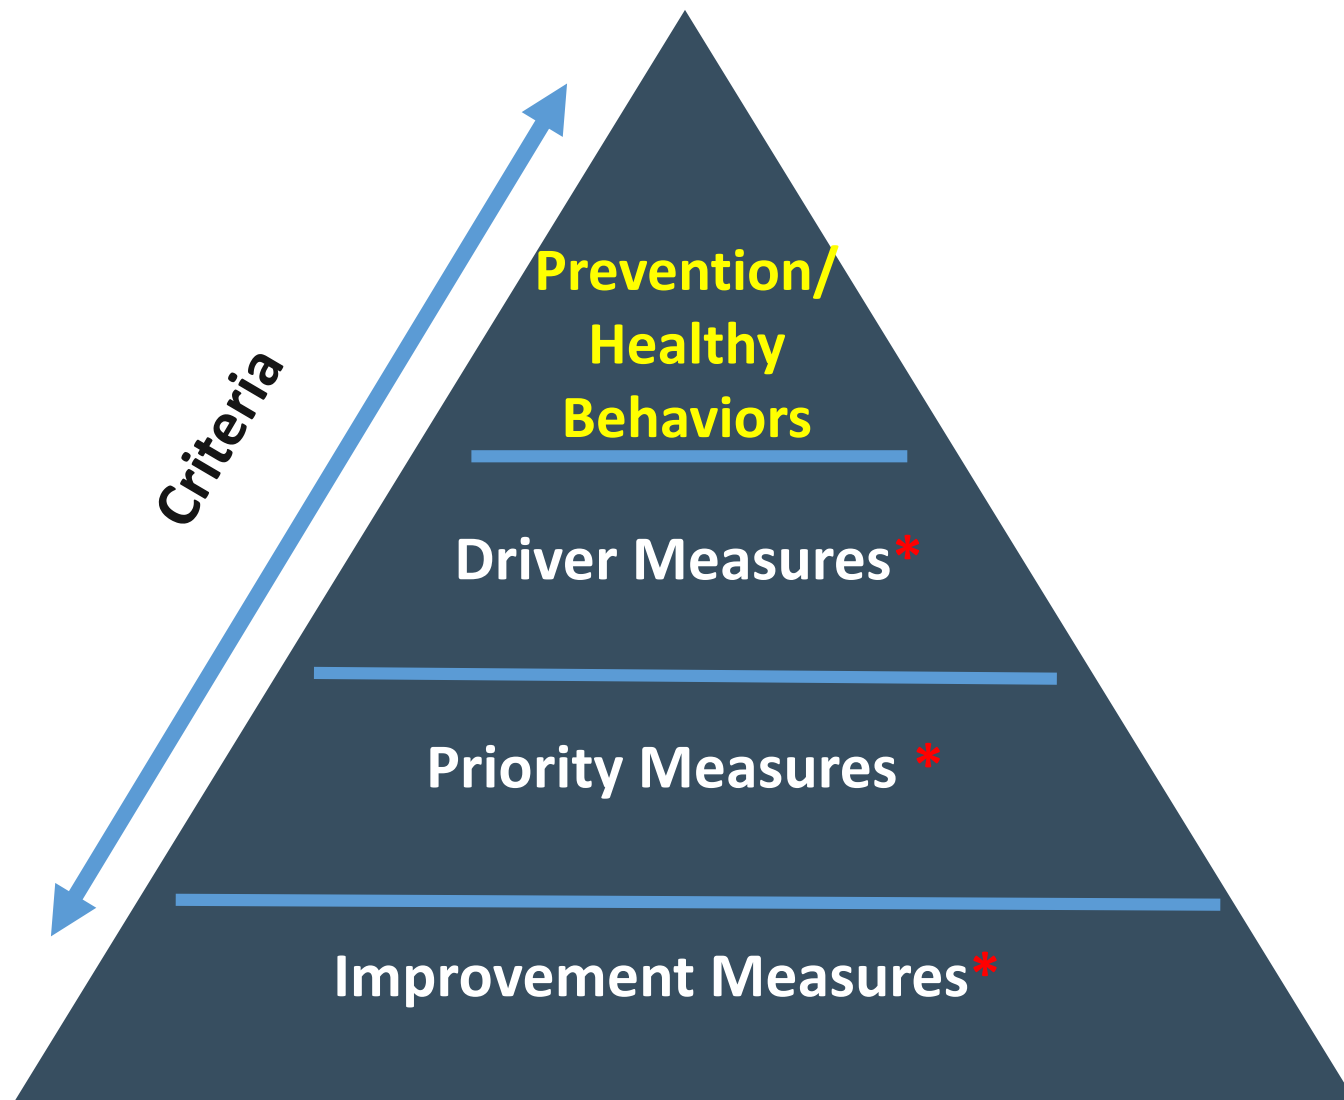 Criteria
Prevention/
Healthy
Behaviors
Driver Measures*
Priority Measures *
Improvement Measures*